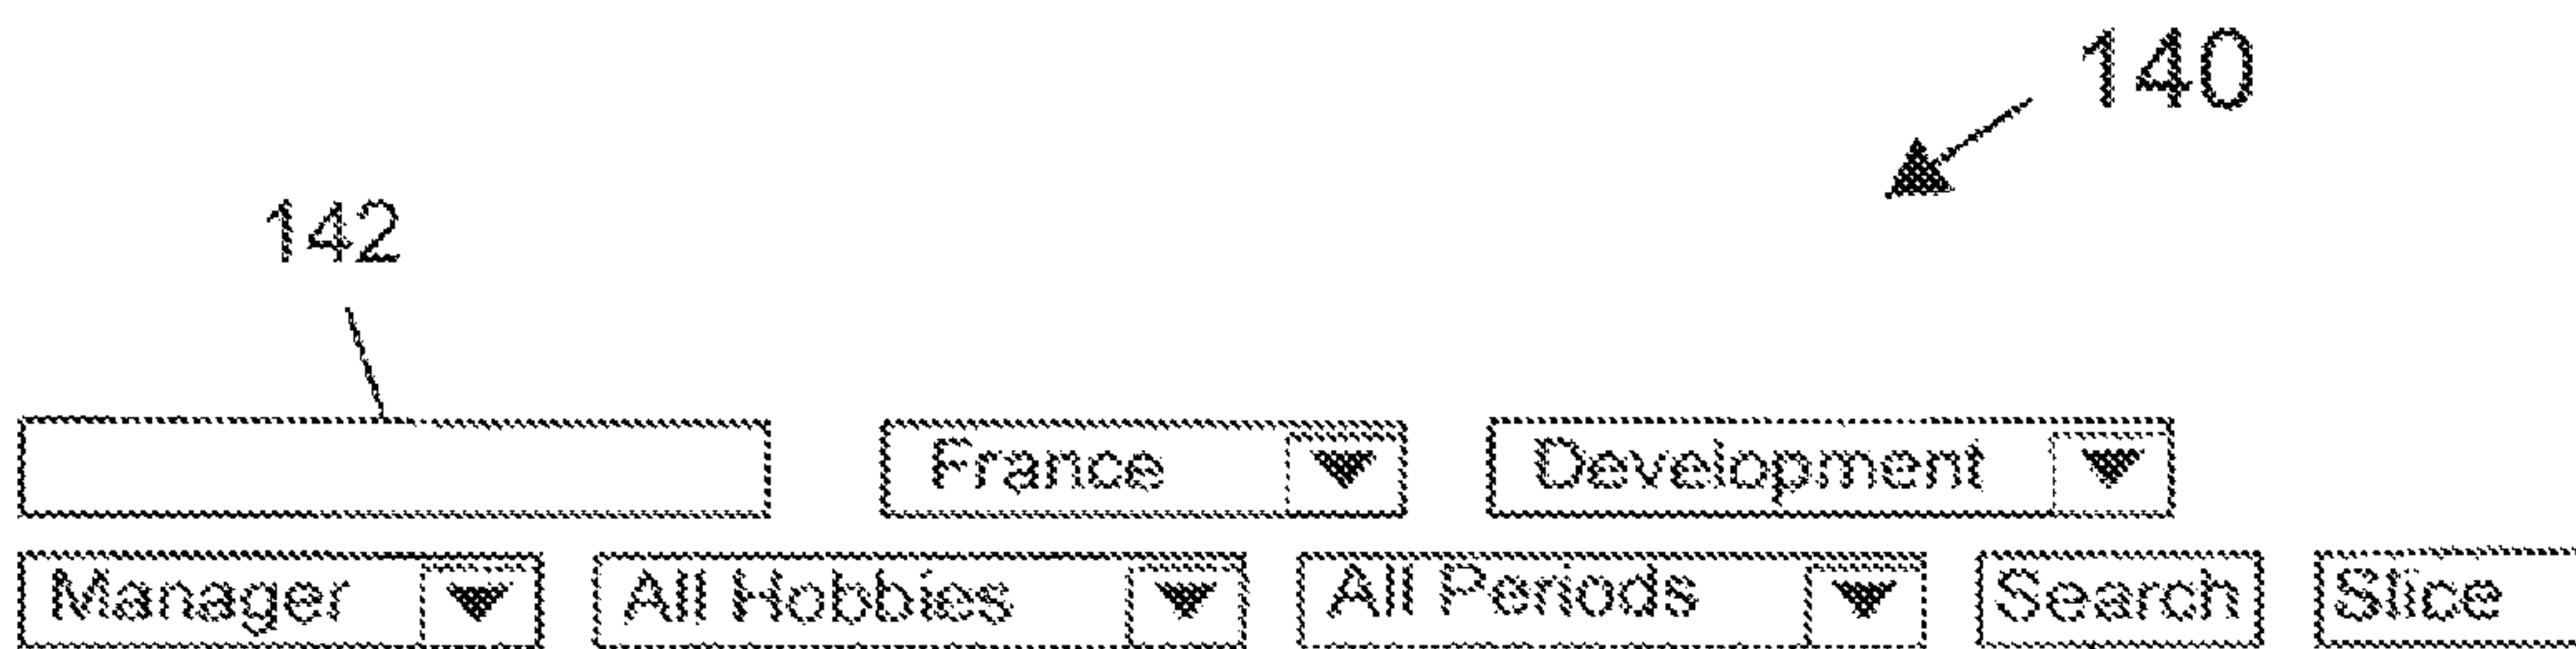 140
142
France Development
Manager All Hobbies All Periods Search Slice